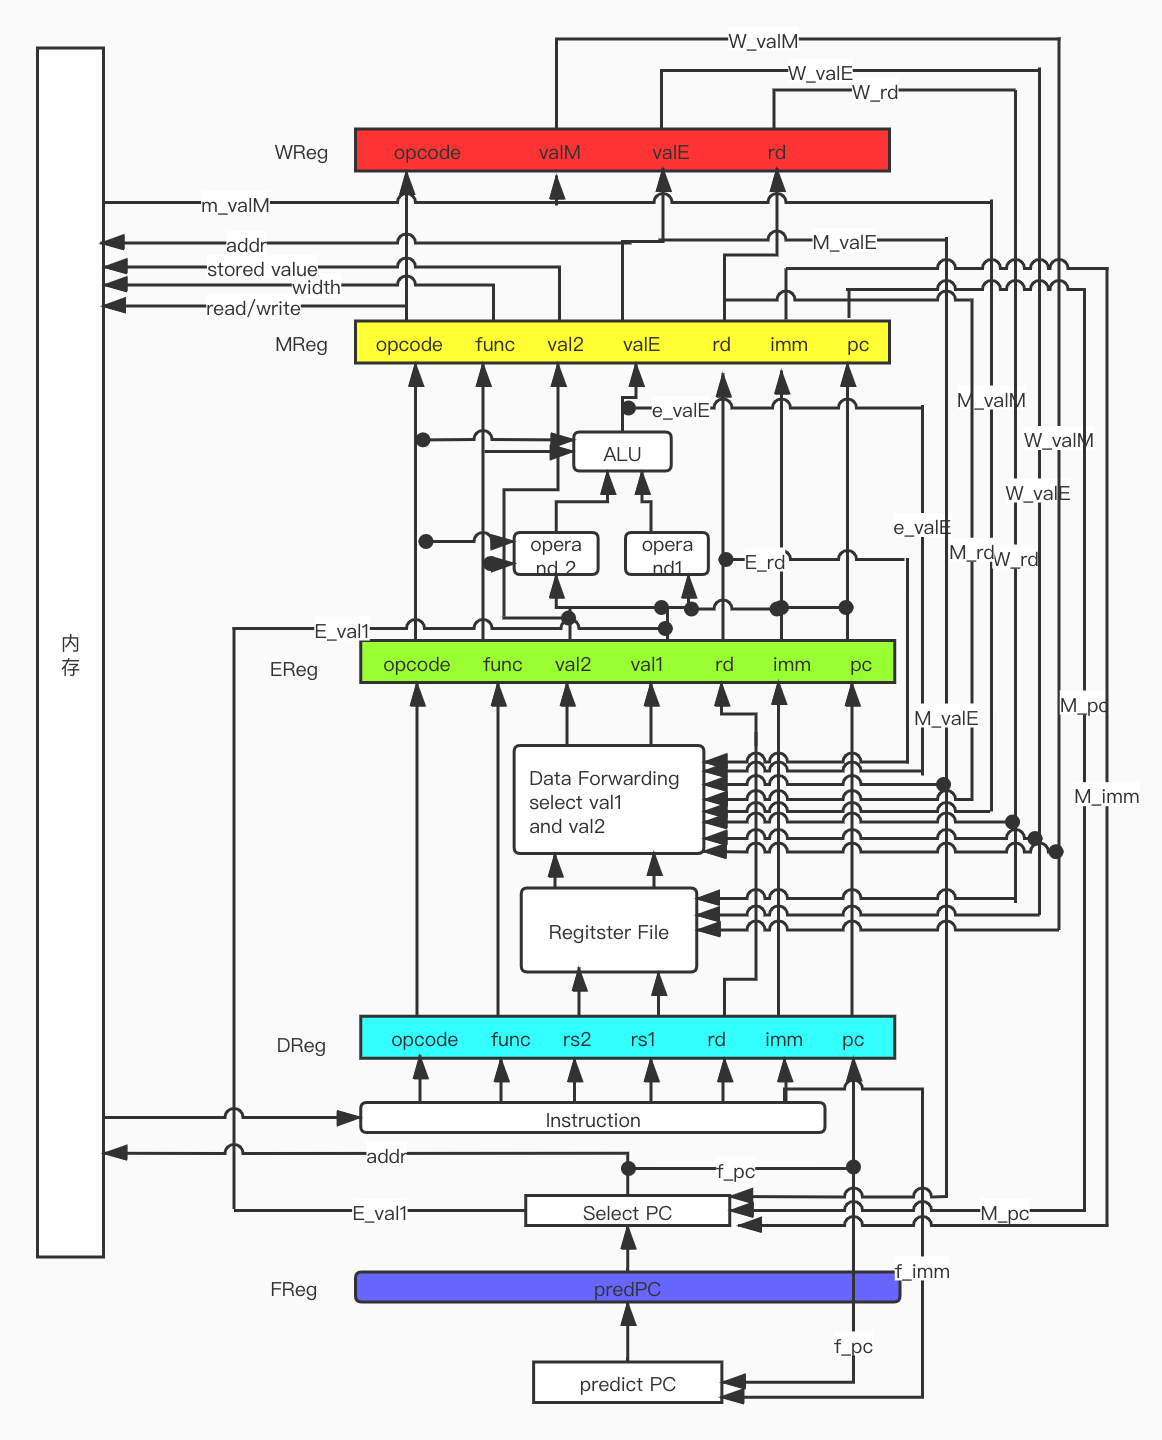 W_valM
W_valE
W_rd
WReg
opcode
valM
valE
rd
m_valM
addr
M_valE
stored value
width
read/write
MReg
opcode
func
val2
valE
rd
imm
pc
e_valE
M_valM
W_valM
ALU
W_valE
e_valE
opera
nd 2
opera
nd1
M_rd
W_rd
E_rd
E_val1
内
存
EReg
opcode
func
val2
val1
rd
imm
pc
M_pc
M_valE
Data Forwarding
select val1
and val2
M_imm
Regitster File
DReg
opcode
func
rs2
rs1
rd
imm
pc
Instruction
addr
f_pc
E_val1
Select PC
M_pc
f_imm
FReg
predPC
f_pc
predict PC